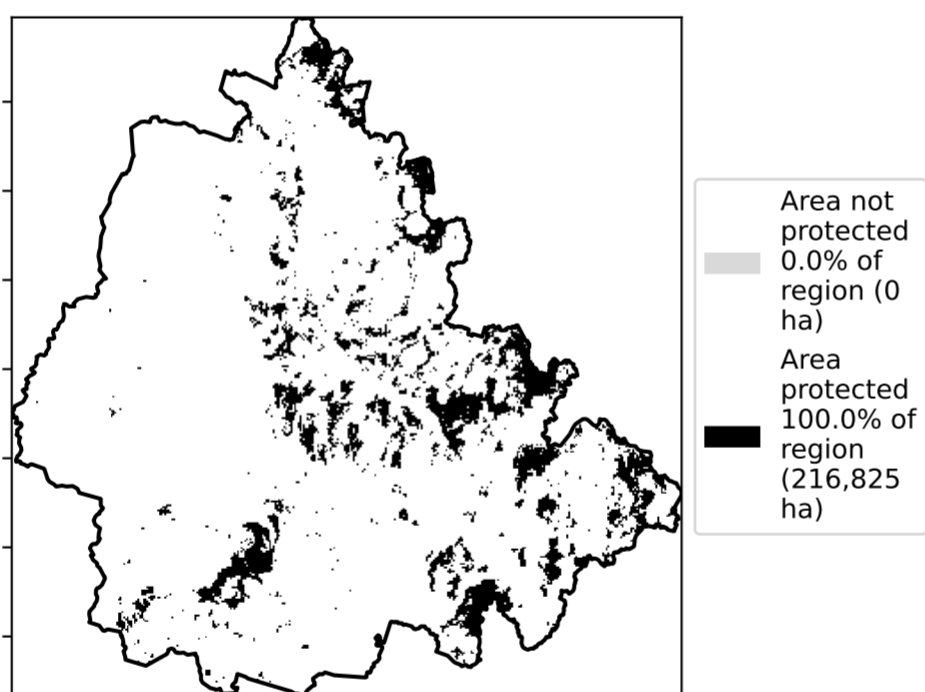 Area not
protected
0.0% of
region (0
ha)
Area
protected
100.0% of
region
(216,825
ha)